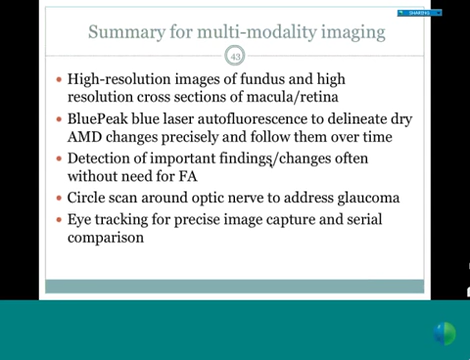 SHARING
Summary for multi-modality imaging
43
• High-resolution images of fundus and high
resolution cross sections of macula/retina
• BluePeak blue laser autofluorescence to delineate dry
AMD changes precisely and follow them over time
• Detection of important findings/changes often
without need for FA
• Circle scan around optic nerve to address glaucoma
• Eye tracking for precise image capture and serial
comparison